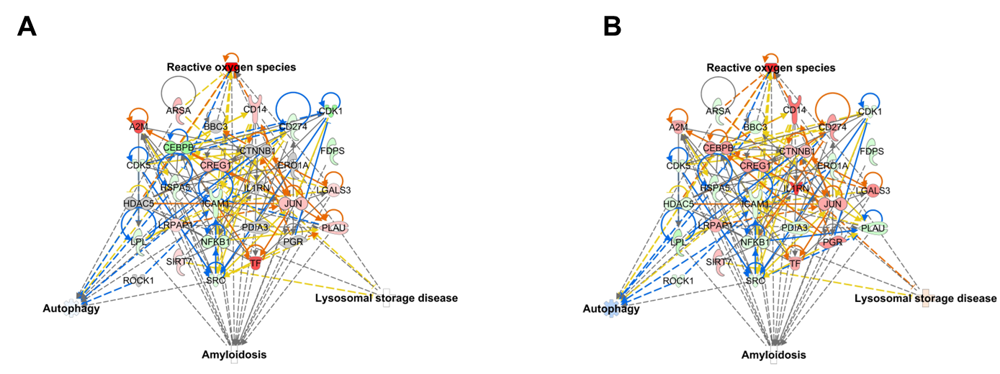 A
B
Reactive oxygen species
ARSA
BBC3
CD14
CD274
CDK1
A2M
CEBPB
CTNNB1
FDPS
CDK5
CREG1
ERO1A
HSPA5
IL1RN
LGALS3
HDAC5
ICAM1
JUN
LRPAP1
PDIA3
PLAU
LPL
NFKB1
PGR
SIRT7
TF
ROCK1
SRC
Lysosomal storage disease
Autophagy
Amyloidosis
Reactive oxygen species
ARSA
BBC3
CD14
CD274
CDK1
A2M
CEBPB
CTNNB1
FDPS
CDK5
CREG1
ERO1A
HSPA5
IL1RN
LGALS3
HDAC5
ICAM1
JUN
LRPAP1
PDIA3
PLAU
LPL
NFKB1
PGR
SIRT7
TF
ROCK1
SRC
Lysosomal storage disease
Autophagy
Amyloidosis